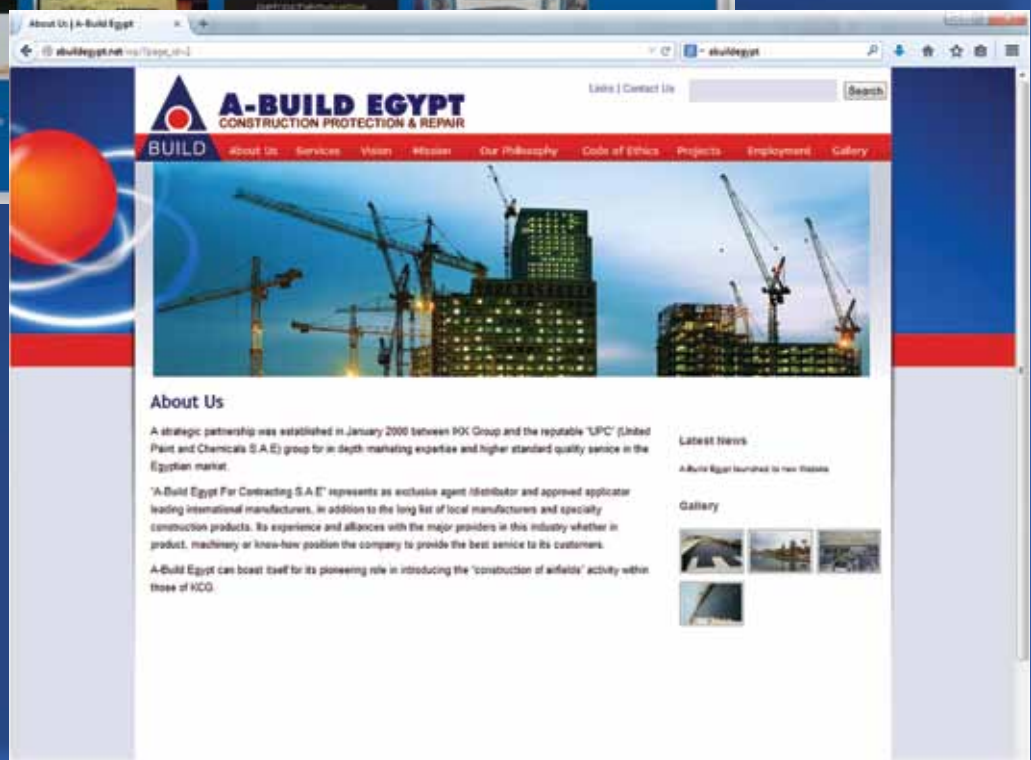 About Us | A-Build Egypt
abuildegypt.net
abuildegypt
Links | Contact Us
Search
A-BUILD EGYPT
CONSTRUCTION PROTECTION & REPAIR
BUILD
About Us Services Vision Mission Our Philosophy Code of Ethics Projects Employment Gallery
About Us
A strategic partnership was established in January 2000 between IKK Group and the reputable "UPC" (United
Paint and Chemicals S.A.E) group for in depth marketing expertise and higher standard quality service in the
Egyptian market.
"A-Build Egypt For Contracting S.A.E" represents as exclusive agent /distributor and approved applicator
leading international manufacturers, in addition to the long list of local manufacturers and specialty
construction products. Its experience and alliances with the major providers in this industry whether in
product, machinery or know-how position the company to provide the best service to its customers.
A-Build Egypt can boast itself for its pioneering role in introducing the "construction of airfields" activity within
those of KCG.
Latest News
A-Build Egypt launched its new Website
Gallery